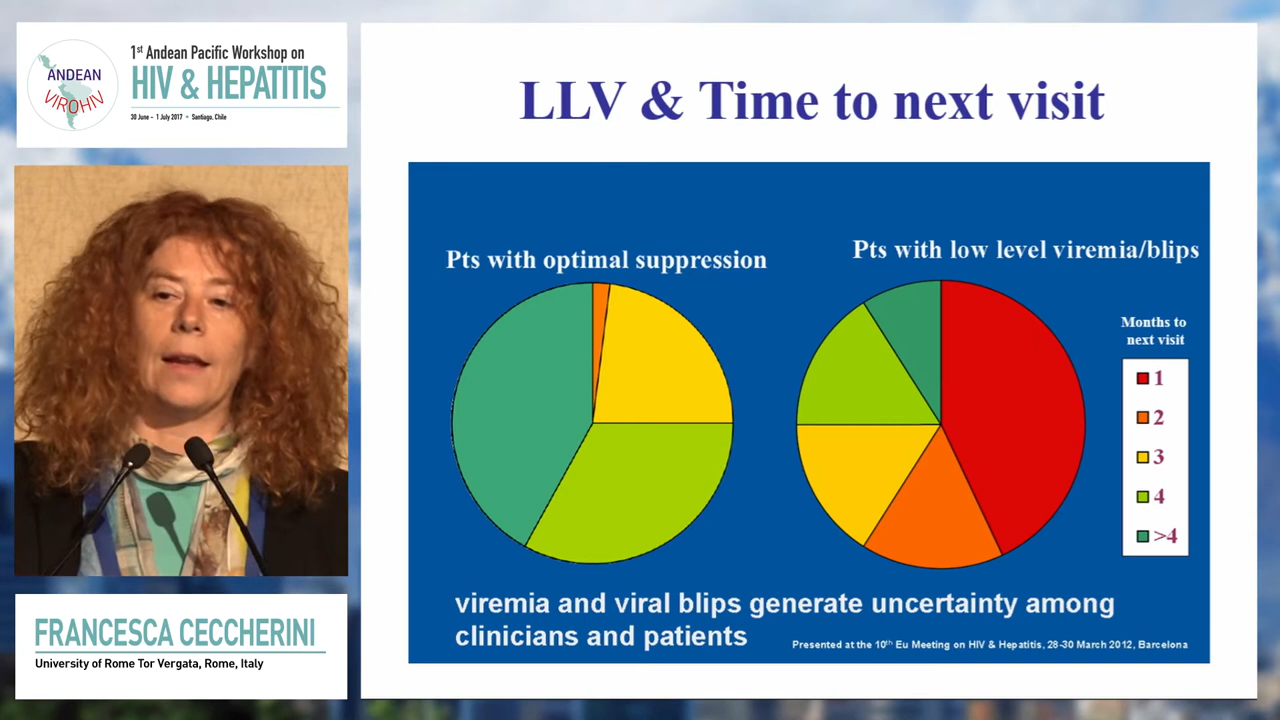 1st Andean Pacific Workshop on
HIV & HEPATITIS
30 June – 1 July 2017 • Santiago, Chile
ANDEAN
VIROHIV
LLV & Time to next visit
Pts with optimal suppression
Pts with low level viremia/blips
Months to
next visit
1
2
3
4
>4
viremia and viral blips generate uncertainty among
clinicians and patients
Presented at the 10th Eu Meeting on HIV & Hepatitis, 28-30 March 2012, Barcelona
FRANCESCA CECCHERINI
University of Rome Tor Vergata, Rome, Italy